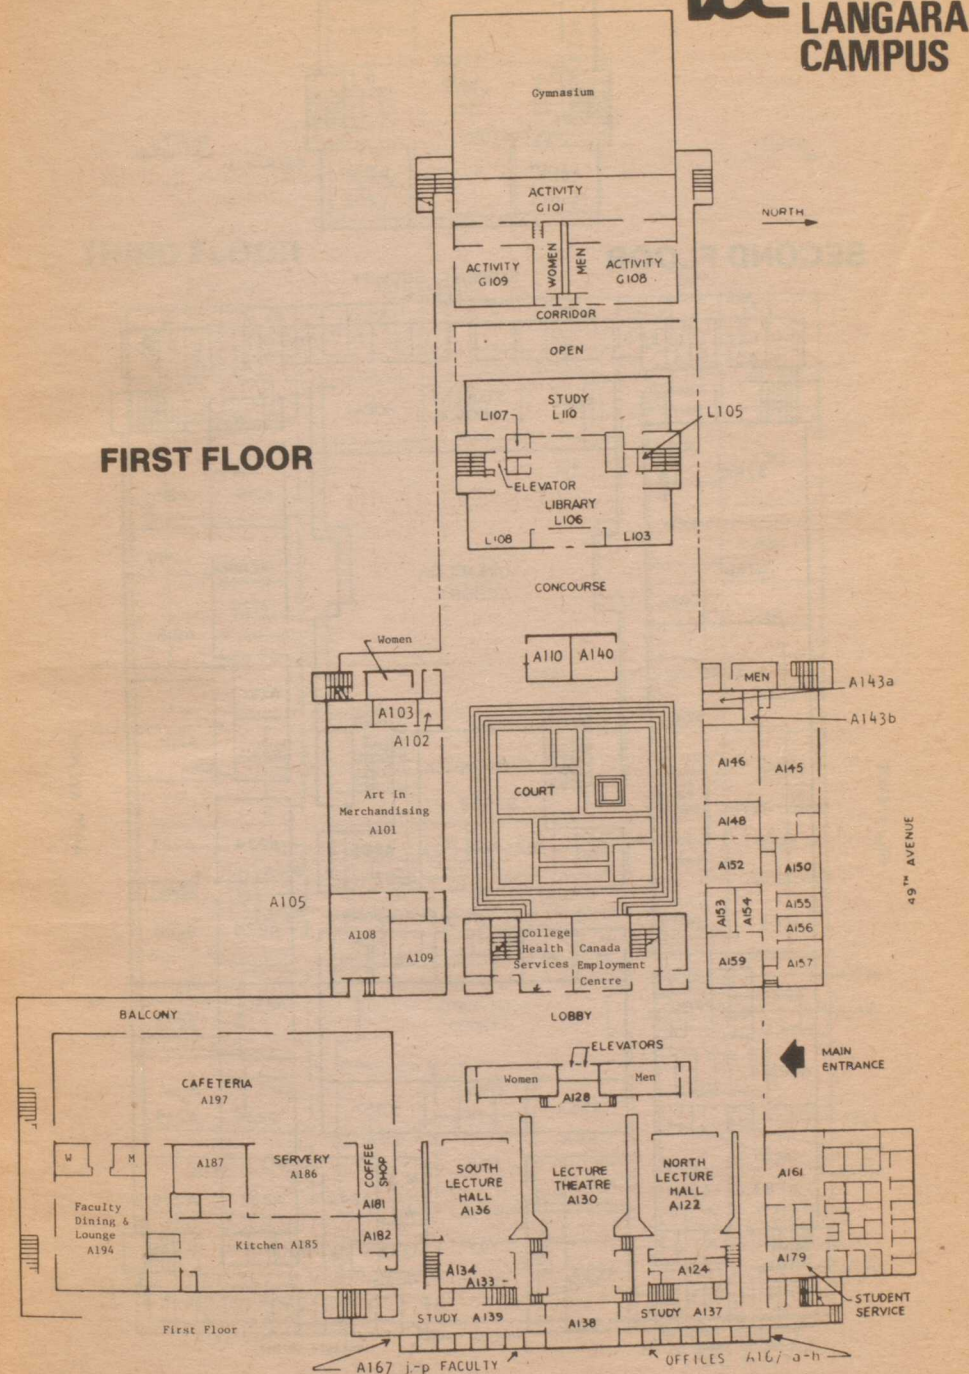 LANGARA
CAMPUS
Gymnasium
ACTIVITY
G101
NORTH
ACTIVITY
G109
WOMEN
MEN
ACTIVITY
G108
CORRIDOR
OPEN
STUDY
L110
L107
L105
FIRST FLOOR
ELEVATOR
LIBRARY
L106
L108
L103
CONCOURSE
Women
A110
A140
MEN
A143a
A143b
A103
A102
A146
A145
Art in
Merchandising
A101
COURT
A148
A152
A150
49TH AVENUE
A105
A153
A154
A155
A156
A108
A109
College
Health
Services
Canada
Employment
Centre
A159
A157
BALCONY
LOBBY
ELEVATORS
MAIN
ENTRANCE
CAFETERIA
A197
Women
Men
A128
W
M
A187
SERVERY
A186
COFFEE
SHOP
SOUTH
LECTURE
HALL
A136
LECTURE
THEATRE
A130
NORTH
LECTURE
HALL
A122
A161
A181
Faculty
Dining &
Lounge
A194
Kitchen A185
A182
A134
A133
A124
A179
STUDENT
SERVICE
STUDY A139
A138
STUDY A137
First Floor
A167 j-p FACULTY
OFFICES A167 a-h